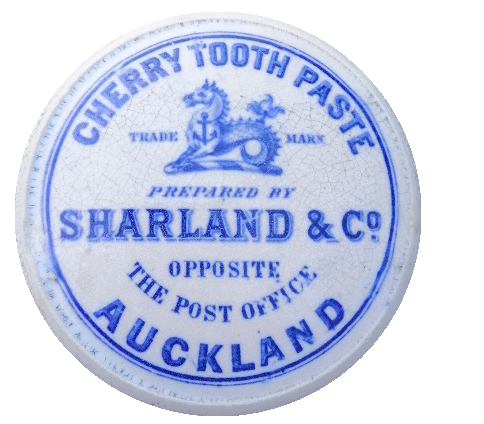 CHERRY TOOTH PASTE
TRADE MARK
PREPARED BY
SHARLAND & Co
OPPOSITE
THE POST OFFICE
AUCKLAND